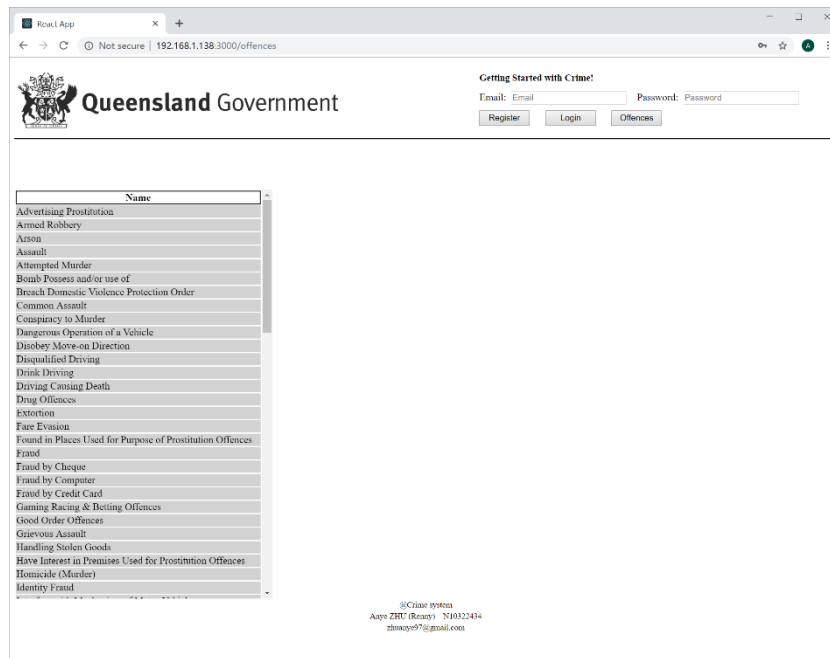 React App
Not secure | 192.168.1.138:3000/offences
A
Queensland Government
Getting Started with Crime!
Email: Email Password: Password
Register Login Offences
Name
Advertising Prostitution
Armed Robbery
Arson
Assault
Attempted Murder
Bomb Possess and/or use of
Breach Domestic Violence Protection Order
Common Assault
Conspiracy to Murder
Dangerous Operation of a Vehicle
Disobey Move-on Direction
Disqualified Driving
Drink Driving
Driving Causing Death
Drug Offences
Extortion
Fare Evasion
Found in Places Used for Purpose of Prostitution Offences
Fraud
Fraud by Cheque
Fraud by Computer
Fraud by Credit Card
Gaming Racing & Betting Offences
Good Order Offences
Grievous Assault
Handling Stolen Goods
Have Interest in Premises Used for Prostitution Offences
Homicide (Murder)
Identity Fraud
@Crime system
Anye ZHU (Renny) N10322434
zhuanye97@gmail.com